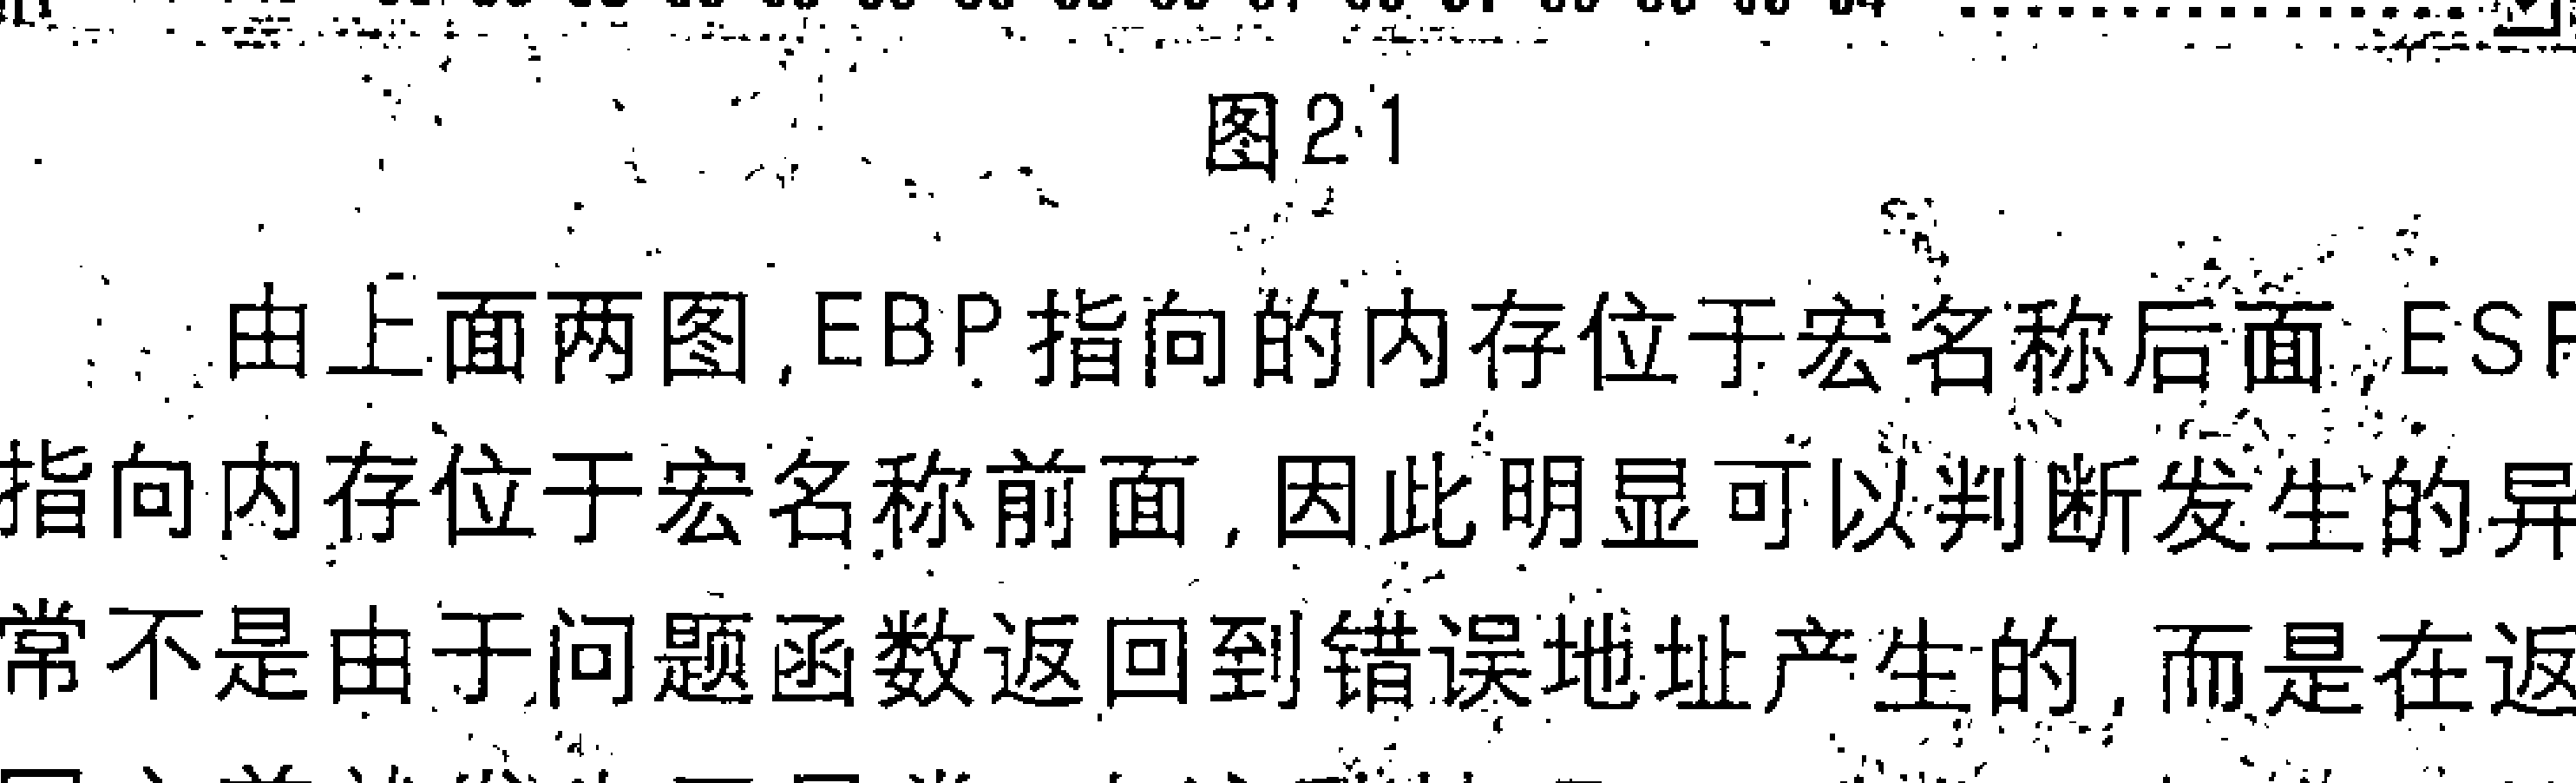 图2.1
由上面两图,EBP指向的内存位于宏名称后面,ESP
指向内存位于宏名称前面,因此明显可以判断发生的异
常不是由于问题函数返回到错误地址产生的,而是在返